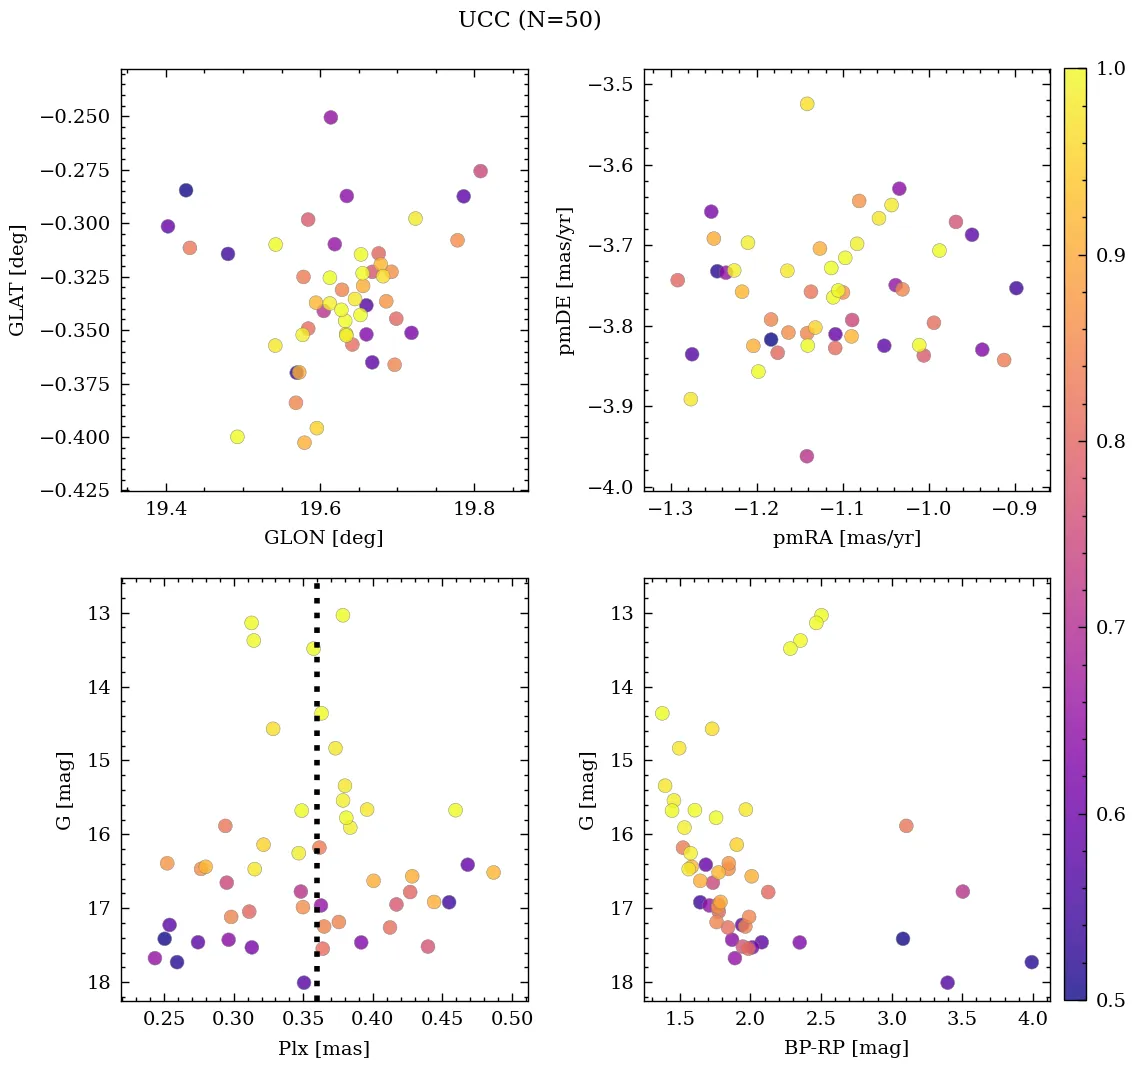 UCC (N=50)
−0.250
−0.275
−0.300
−0.325
−0.350
−0.375
−0.400
−0.425
GLAT [deg]
19.4 19.6 19.8
GLON [deg]
−3.5
−3.6
−3.7
−3.8
−3.9
−4.0
pmDE [mas/yr]
−1.3 −1.2 −1.1 −1.0 −0.9
pmRA [mas/yr]
1.0
0.9
0.8
0.7
0.6
0.5
13
14
15
16
17
18
G [mag]
0.25 0.30 0.35 0.40 0.45 0.50
Plx [mas]
13
14
15
16
17
18
G [mag]
1.5 2.0 2.5 3.0 3.5 4.0
BP-RP [mag]